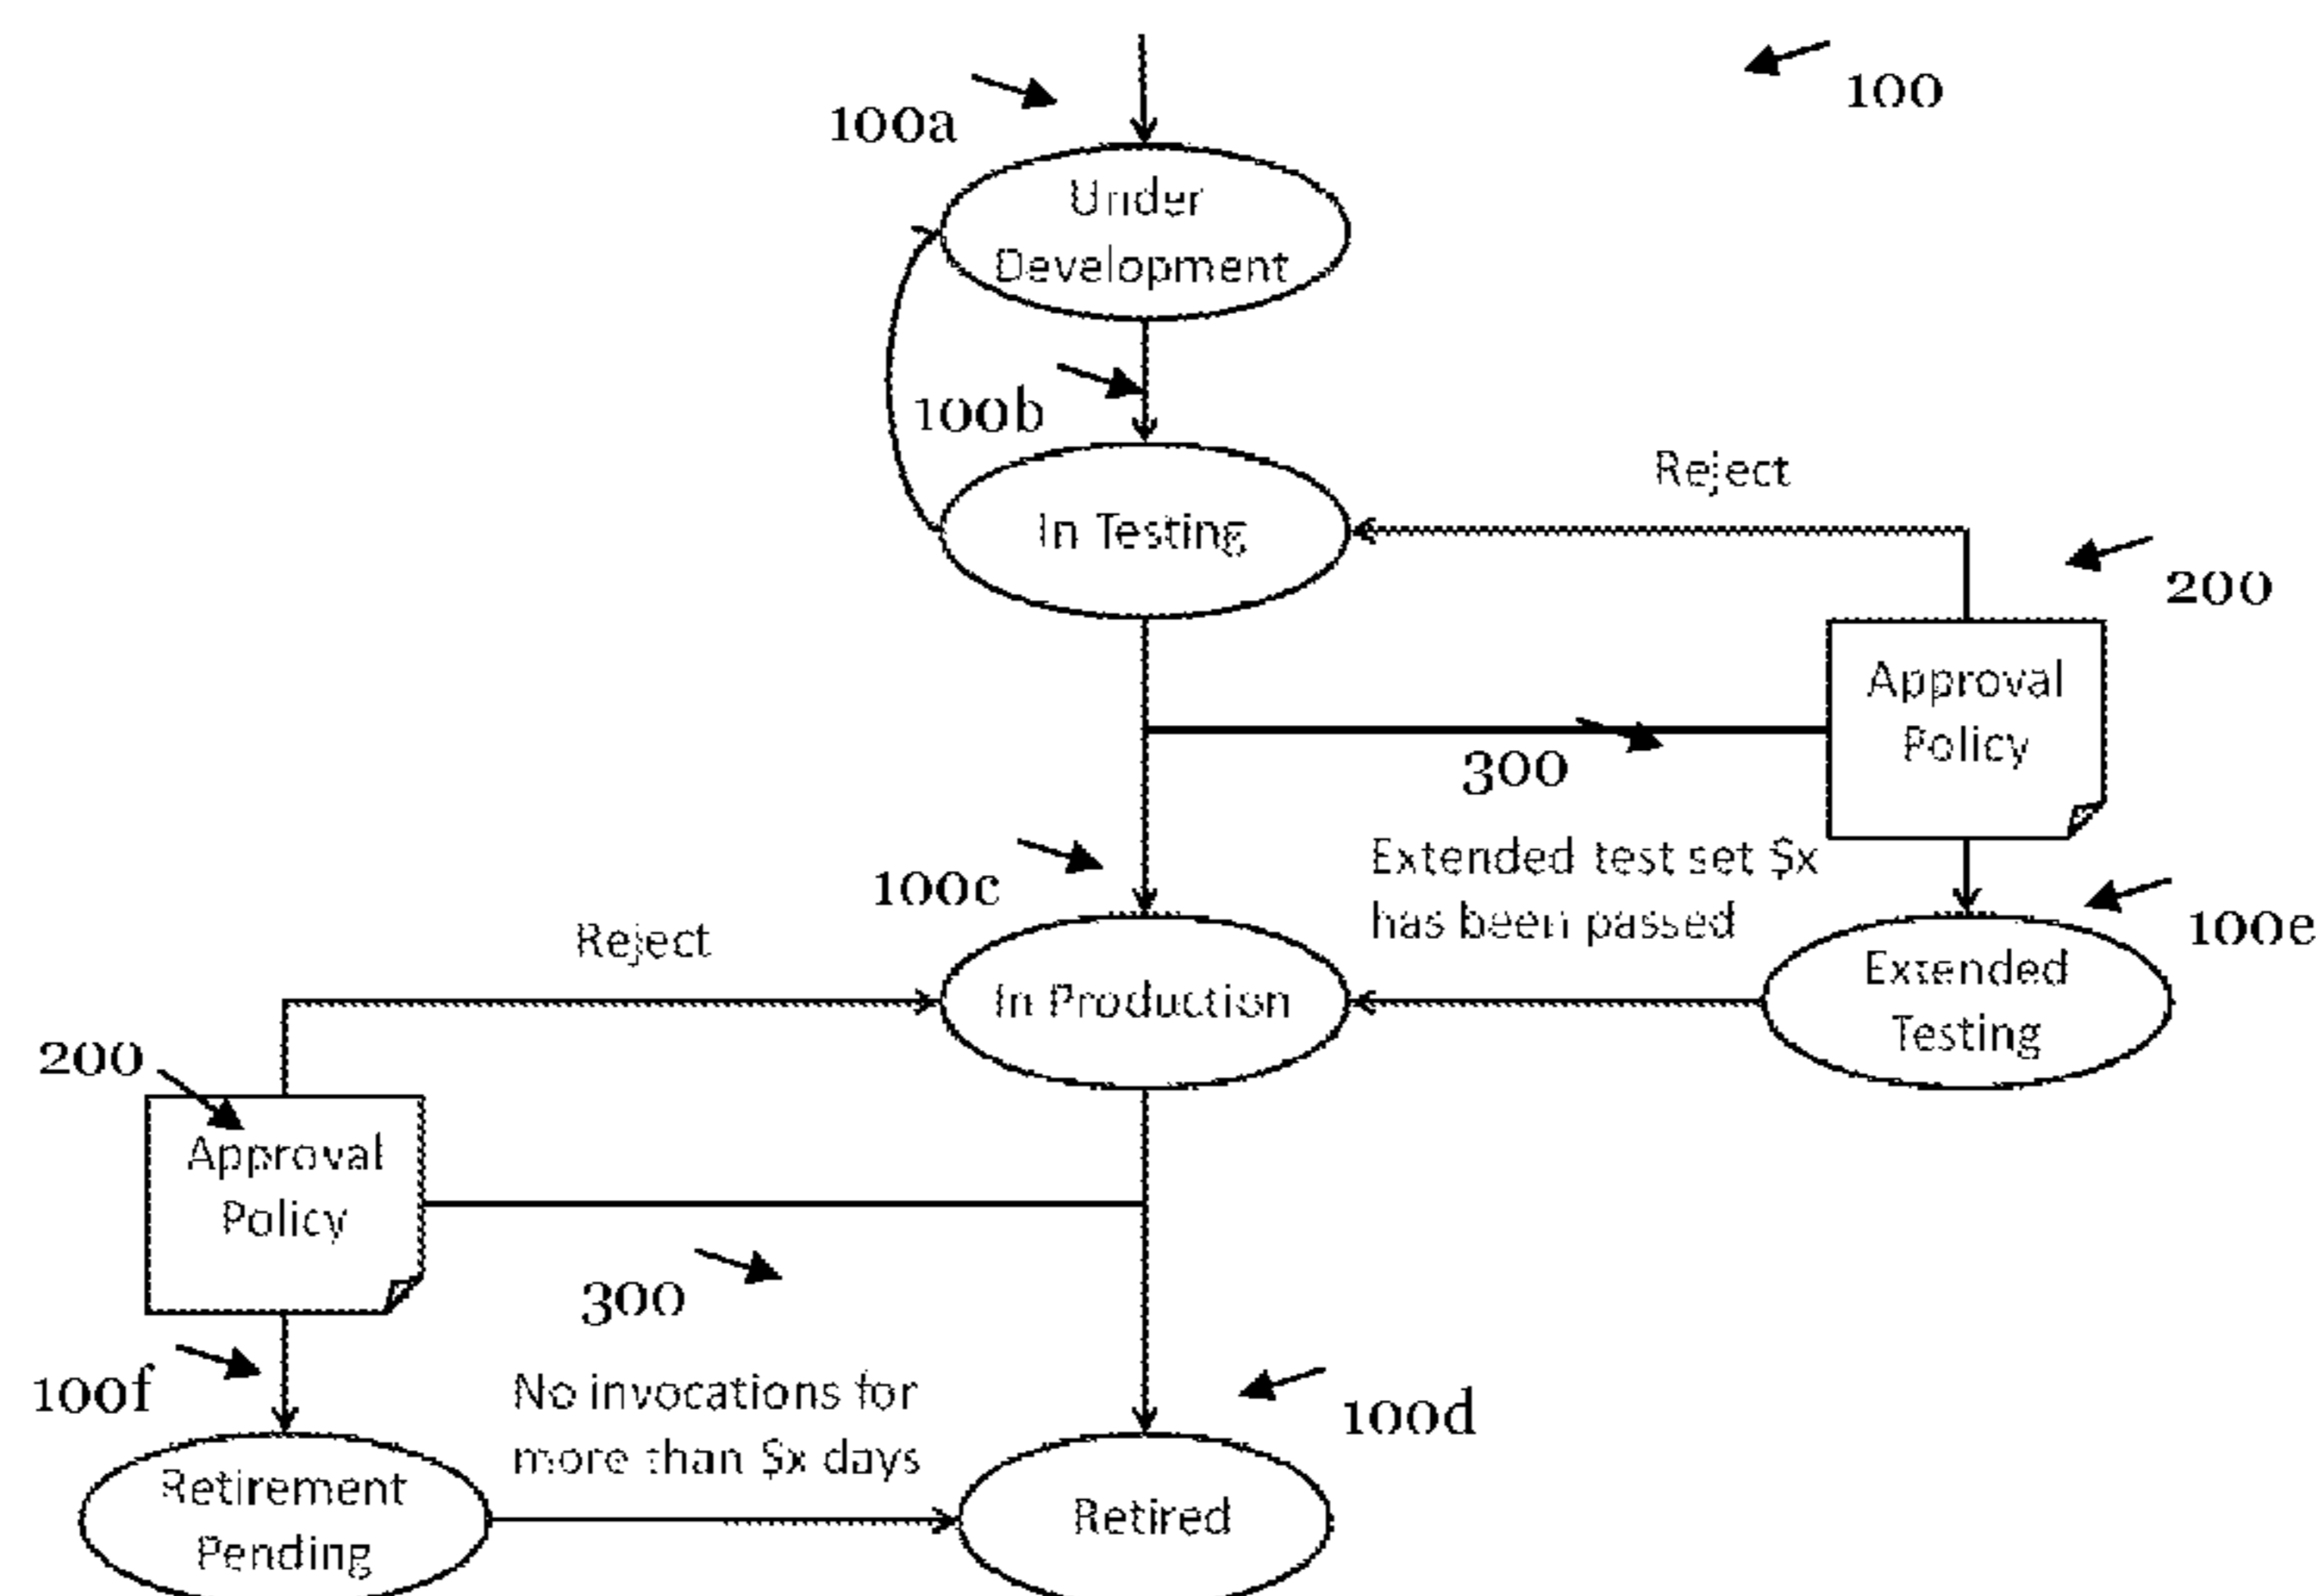 100
100a
Under
Development
100b
In Testing
Reject
200
Approval
Policy
300
Extended test set $x
has been passed
100c
100e
Reject
In Production
Extended
Testing
200
Approval
Policy
300
100f
No invocations for
more than $x days
100d
Retirement
Pending
Retired